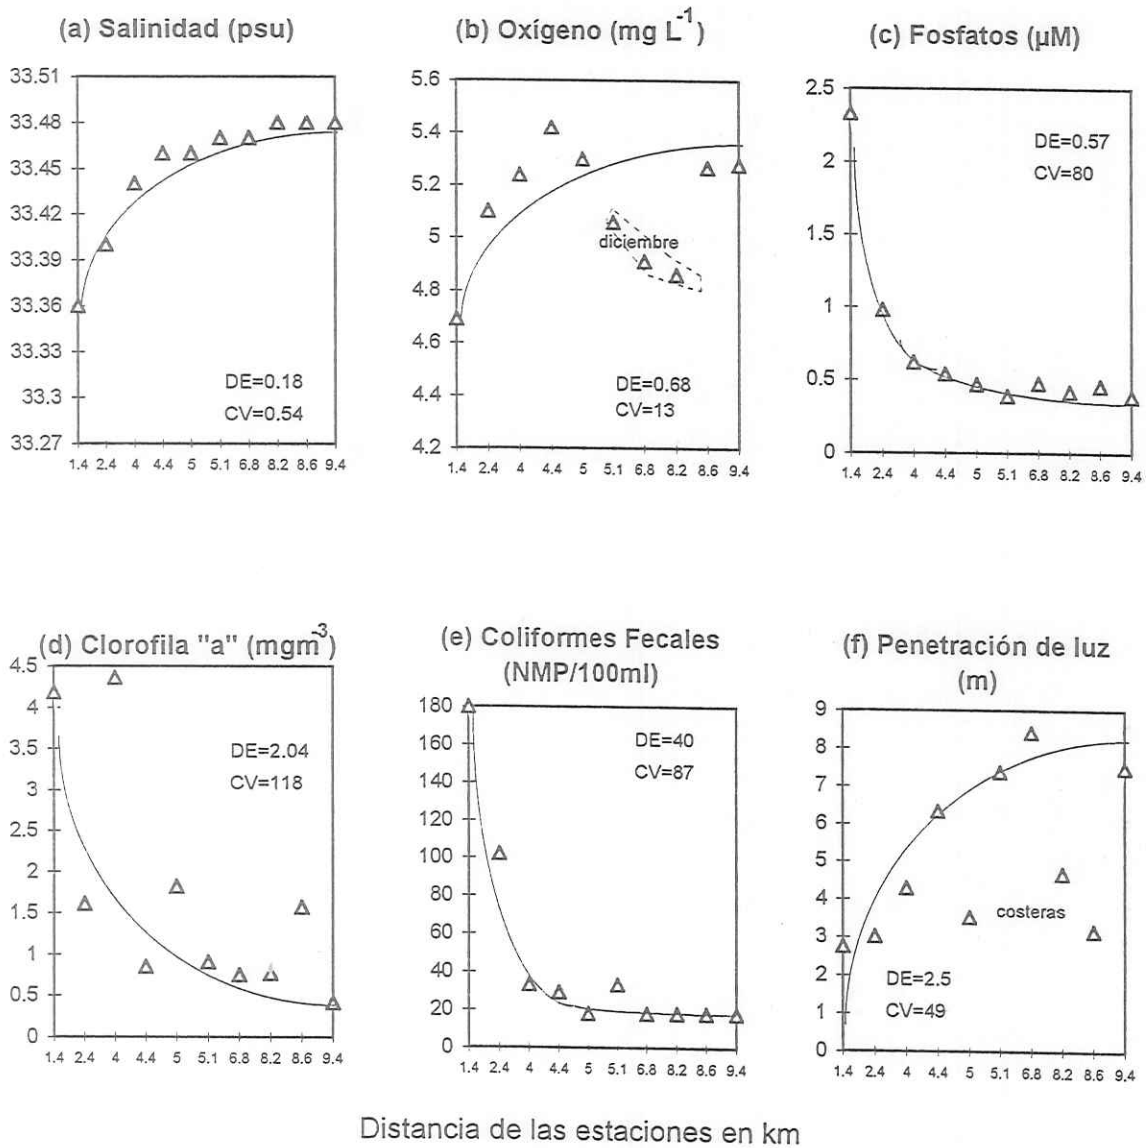 (a) Salinidad (psu)
33.51
33.48
33.45
33.42
33.39
33.36
33.33
33.3
33.27
DE=0.18
CV=0.54
1.4 2.4 4 4.4 5 5.1 6.8 8.2 8.6 9.4
(b) Oxígeno (mg L-1)
5.6
5.4
5.2
5
4.8
4.6
4.4
4.2
diciembre
DE=0.68
CV=13
1.4 2.4 4 4.4 5 5.1 6.8 8.2 8.6 9.4
(c) Fosfatos (µM)
2.5
2
1.5
1
0.5
0
DE=0.57
CV=80
1.4 2.4 4 4.4 5 5.1 6.8 8.2 8.6 9.4
(d) Clorofila "a" (mgm-3)
4.5
4
3.5
3
2.5
2
1.5
1
0.5
0
DE=2.04
CV=118
1.4 2.4 4 4.4 5 5.1 6.8 8.2 8.6 9.4
(e) Coliformes Fecales
(NMP/100ml)
180
160
140
120
100
80
60
40
20
0
DE=40
CV=87
1.4 2.4 4 4.4 5 5.1 6.8 8.2 8.6 9.4
(f) Penetración de luz
(m)
9
8
7
6
5
4
3
2
1
0
costeras
DE=2.5
CV=49
1.4 2.4 4 4.4 5 5.1 6.8 8.2 8.6 9.4
Distancia de las estaciones en km